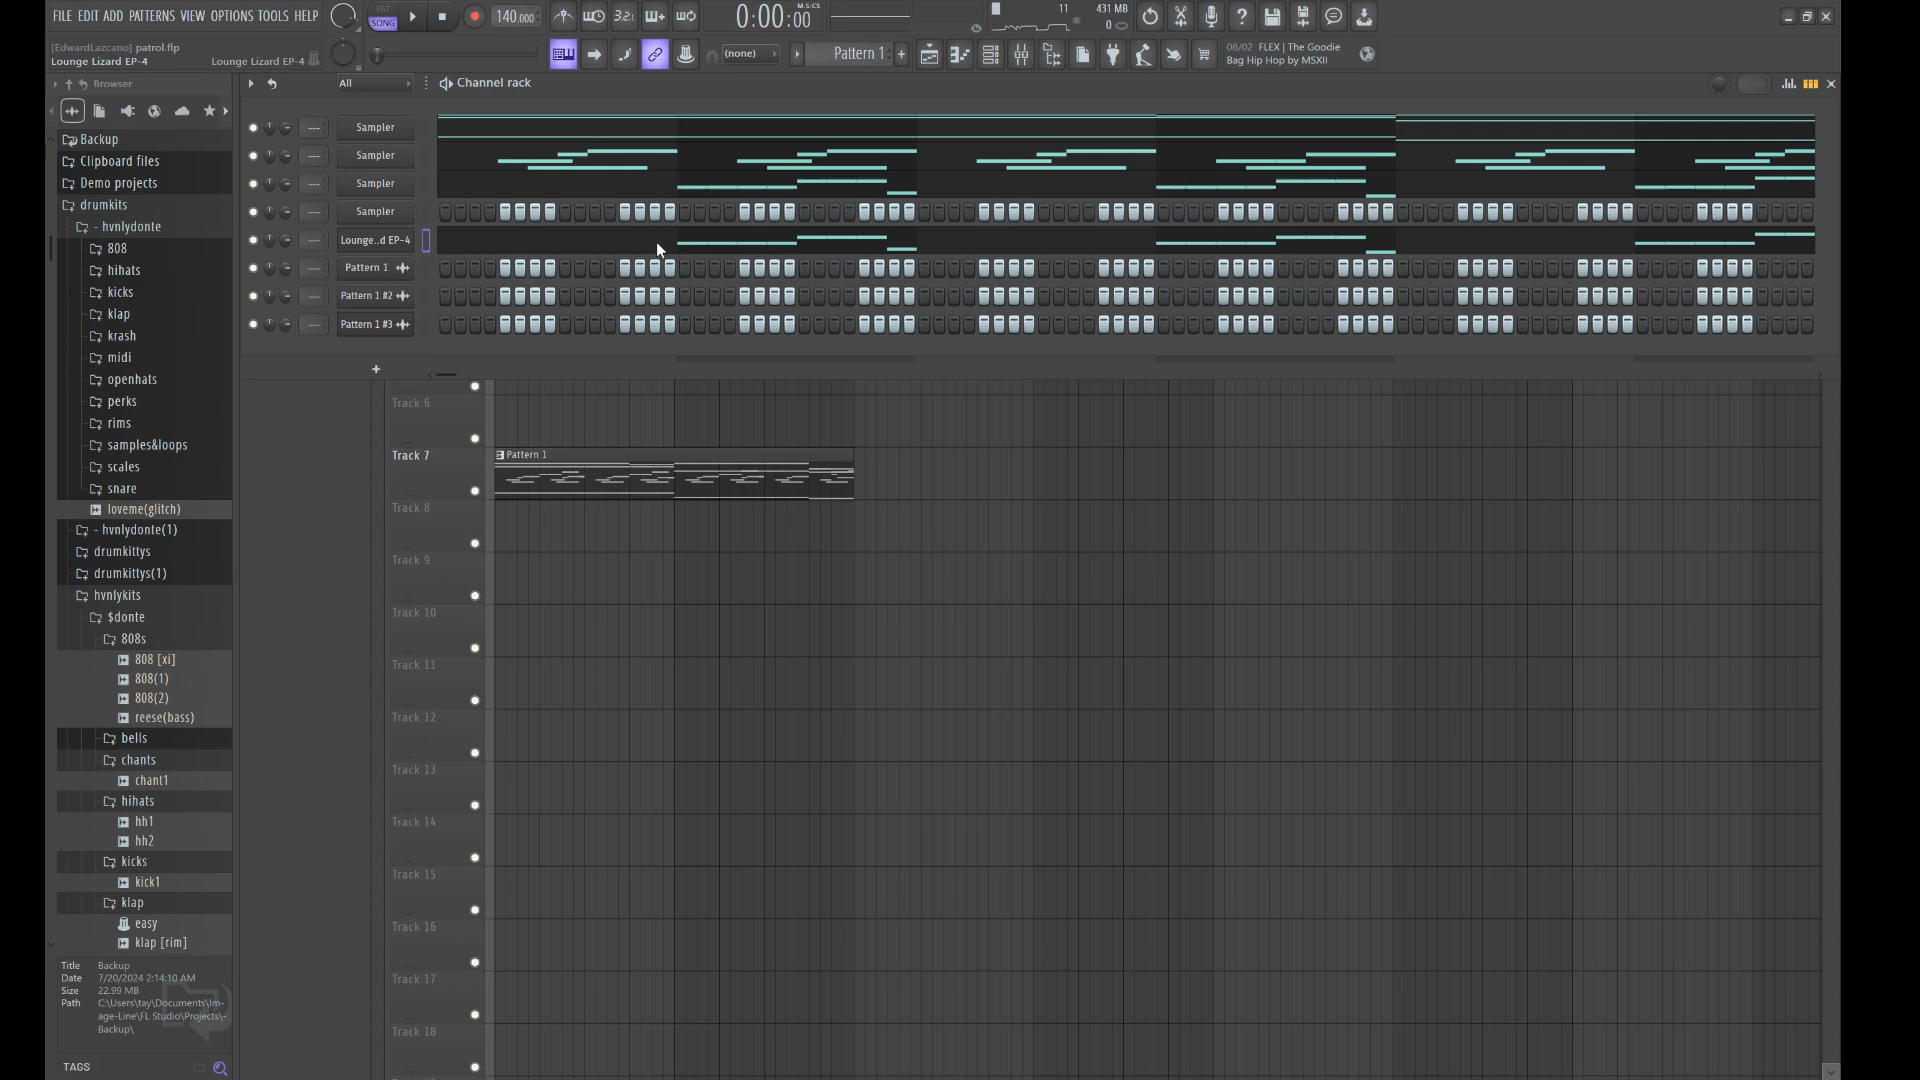 FILE EDIT ADD PATTERNS VIEW OPTIONS TOOLS HELP
PAT
SONG
140.000
0:00:00
M:S:CS
11
431 MB
0
[EdwardLazcano] patrol.flp
Lounge Lizard EP-4
Lounge Lizard EP-4
(none)
Pattern 1
08/02 FLEX | The Goodie
Bag Hip Hop by MSXII
Browser
All
Channel rack
Backup
Clipboard files
Demo projects
drumkits
- hvnlydonte
808
hihats
kicks
klap
krash
midi
openhats
perks
rims
samples&loops
scales
snare
loveme(glitch)
- hvnlydonte(1)
drumkittys
drumkittys(1)
hvnlykits
$donte
808s
808 [xi]
808(1)
808(2)
reese(bass)
bells
chants
chant1
hihats
hh1
hh2
kicks
kick1
klap
easy
klap [rim]
Title Backup
Date 7/20/2024 2:14:10 AM
Size 22.99 MB
Path C:\Users\tay\Documents\Im-
age-Line\FL Studio\Projects\-
Backup\
TAGS
Sampler
Sampler
Sampler
Sampler
Lounge..d EP-4
Pattern 1
Pattern 1 #2
Pattern 1 #3
Track 6
Track 7
Pattern 1
Track 8
Track 9
Track 10
Track 11
Track 12
Track 13
Track 14
Track 15
Track 16
Track 17
Track 18